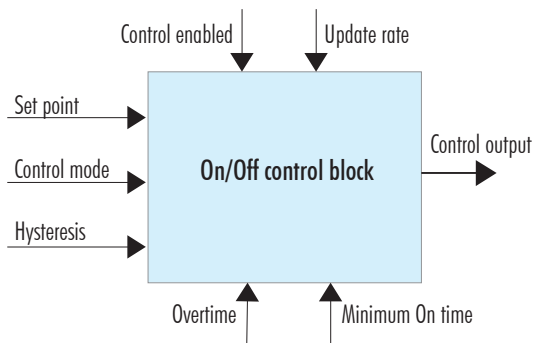 Control enabled
Update rate
Set point
Control mode
Hysteresis
On/Off control block
Control output
Overtime
Minimum On time